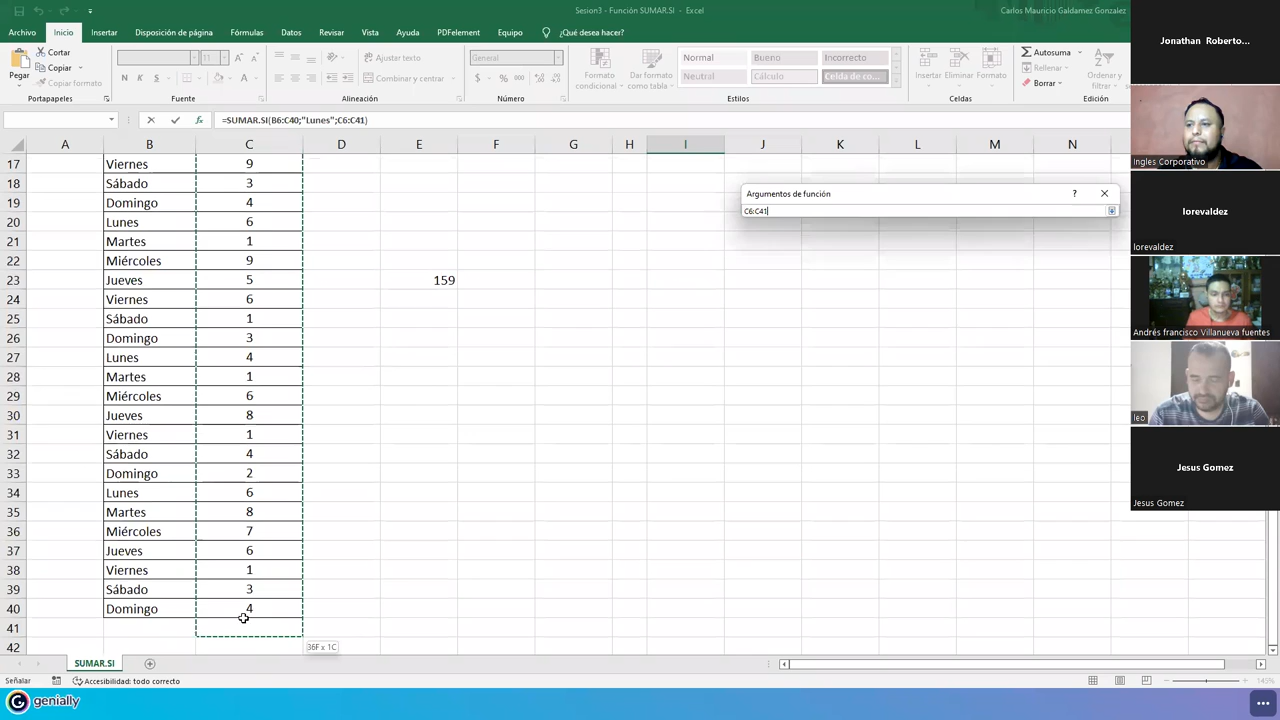 Sesion3 - Función SUMAR.SI - Excel
Carlos Mauricio Galdamez Gonzalez
Archivo Inicio Insertar Disposición de página Fórmulas Datos Revisar Vista Ayuda PDFelement Equipo ¿Qué desea hacer?
Pegar
Cortar
Copiar
Copiar formato
Portapapeles
11
N K S
Fuente
Ajustar texto
Combinar y centrar
Alineación
General
$ % 000
Número
Formato condicional
Dar formato como tabla
Normal Bueno Incorrecto
Neutral Cálculo Celda de co...
Estilos
Insertar Eliminar Formato
Celdas
Autosuma
Rellenar
Borrar
Ordenar y filtrar
Edición
fx =SUMAR.SI(B6:C40;"Lunes";C6:C41)
A B C D E F G H I J K L M N
17 Viernes 9
18 Sábado 3
19 Domingo 4
20 Lunes 6
21 Martes 1
22 Miércoles 9
23 Jueves 5 159
24 Viernes 6
25 Sábado 1
26 Domingo 3
27 Lunes 4
28 Martes 1
29 Miércoles 6
30 Jueves 8
31 Viernes 1
32 Sábado 4
33 Domingo 2
34 Lunes 6
35 Martes 8
36 Miércoles 7
37 Jueves 6
38 Viernes 1
39 Sábado 3
40 Domingo 4
41
42
36F x 1C
Argumentos de función ?
C6:C41
SUMAR.SI
Señalar
Accesibilidad: todo correcto
145%
genially
Jonathan Roberto...
Ingles Corporativo
lorevaldez
lorevaldez
Andrés francisco Villanueva fuentes
leo
Jesus Gomez
Jesus Gomez